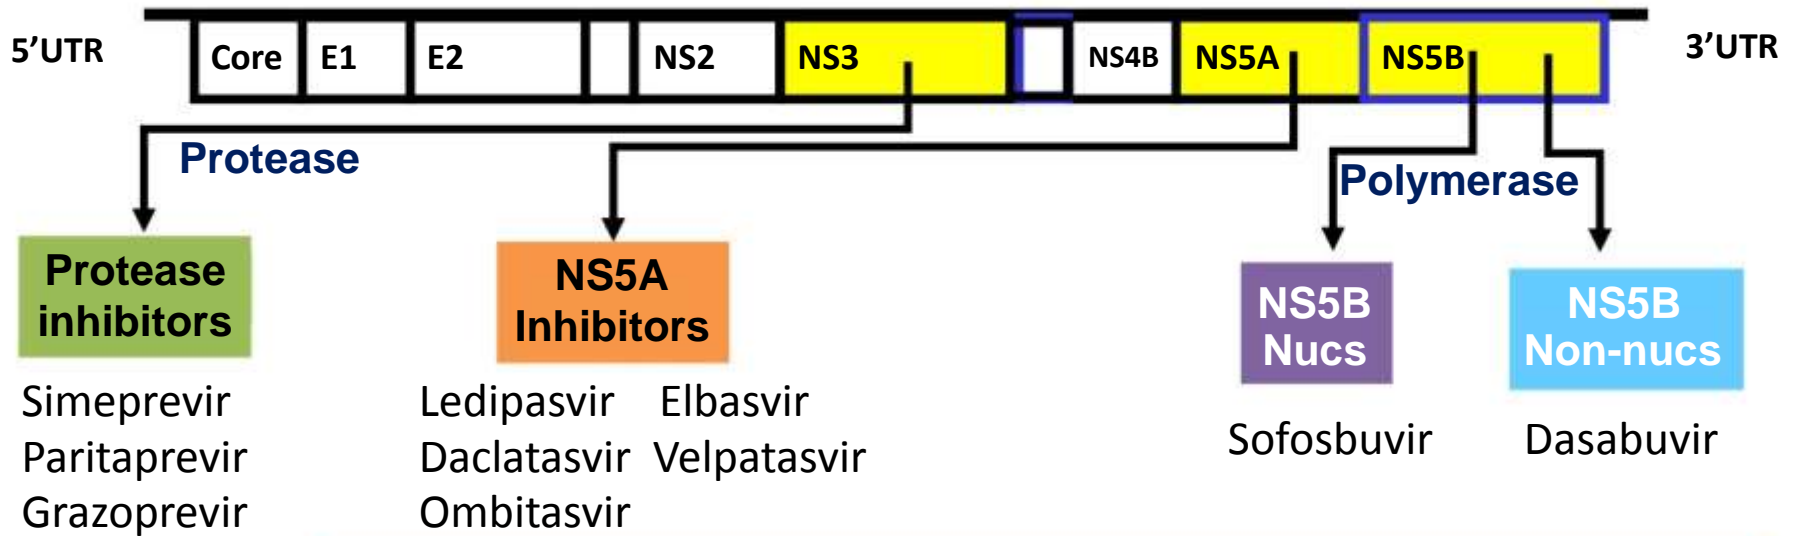 5’UTR Core E1 E2 NS2 NS3 NS4B NS5A NS5B 3’UTR
Protease
Polymerase
Protease
inhibitors
Simeprevir
Paritaprevir
Grazoprevir
NS5A
Inhibitors
Ledipasvir Elbasvir
Daclatasvir Velpatasvir
Ombitasvir
NS5B
Nucs
Sofosbuvir
NS5B
Non-nucs
Dasabuvir